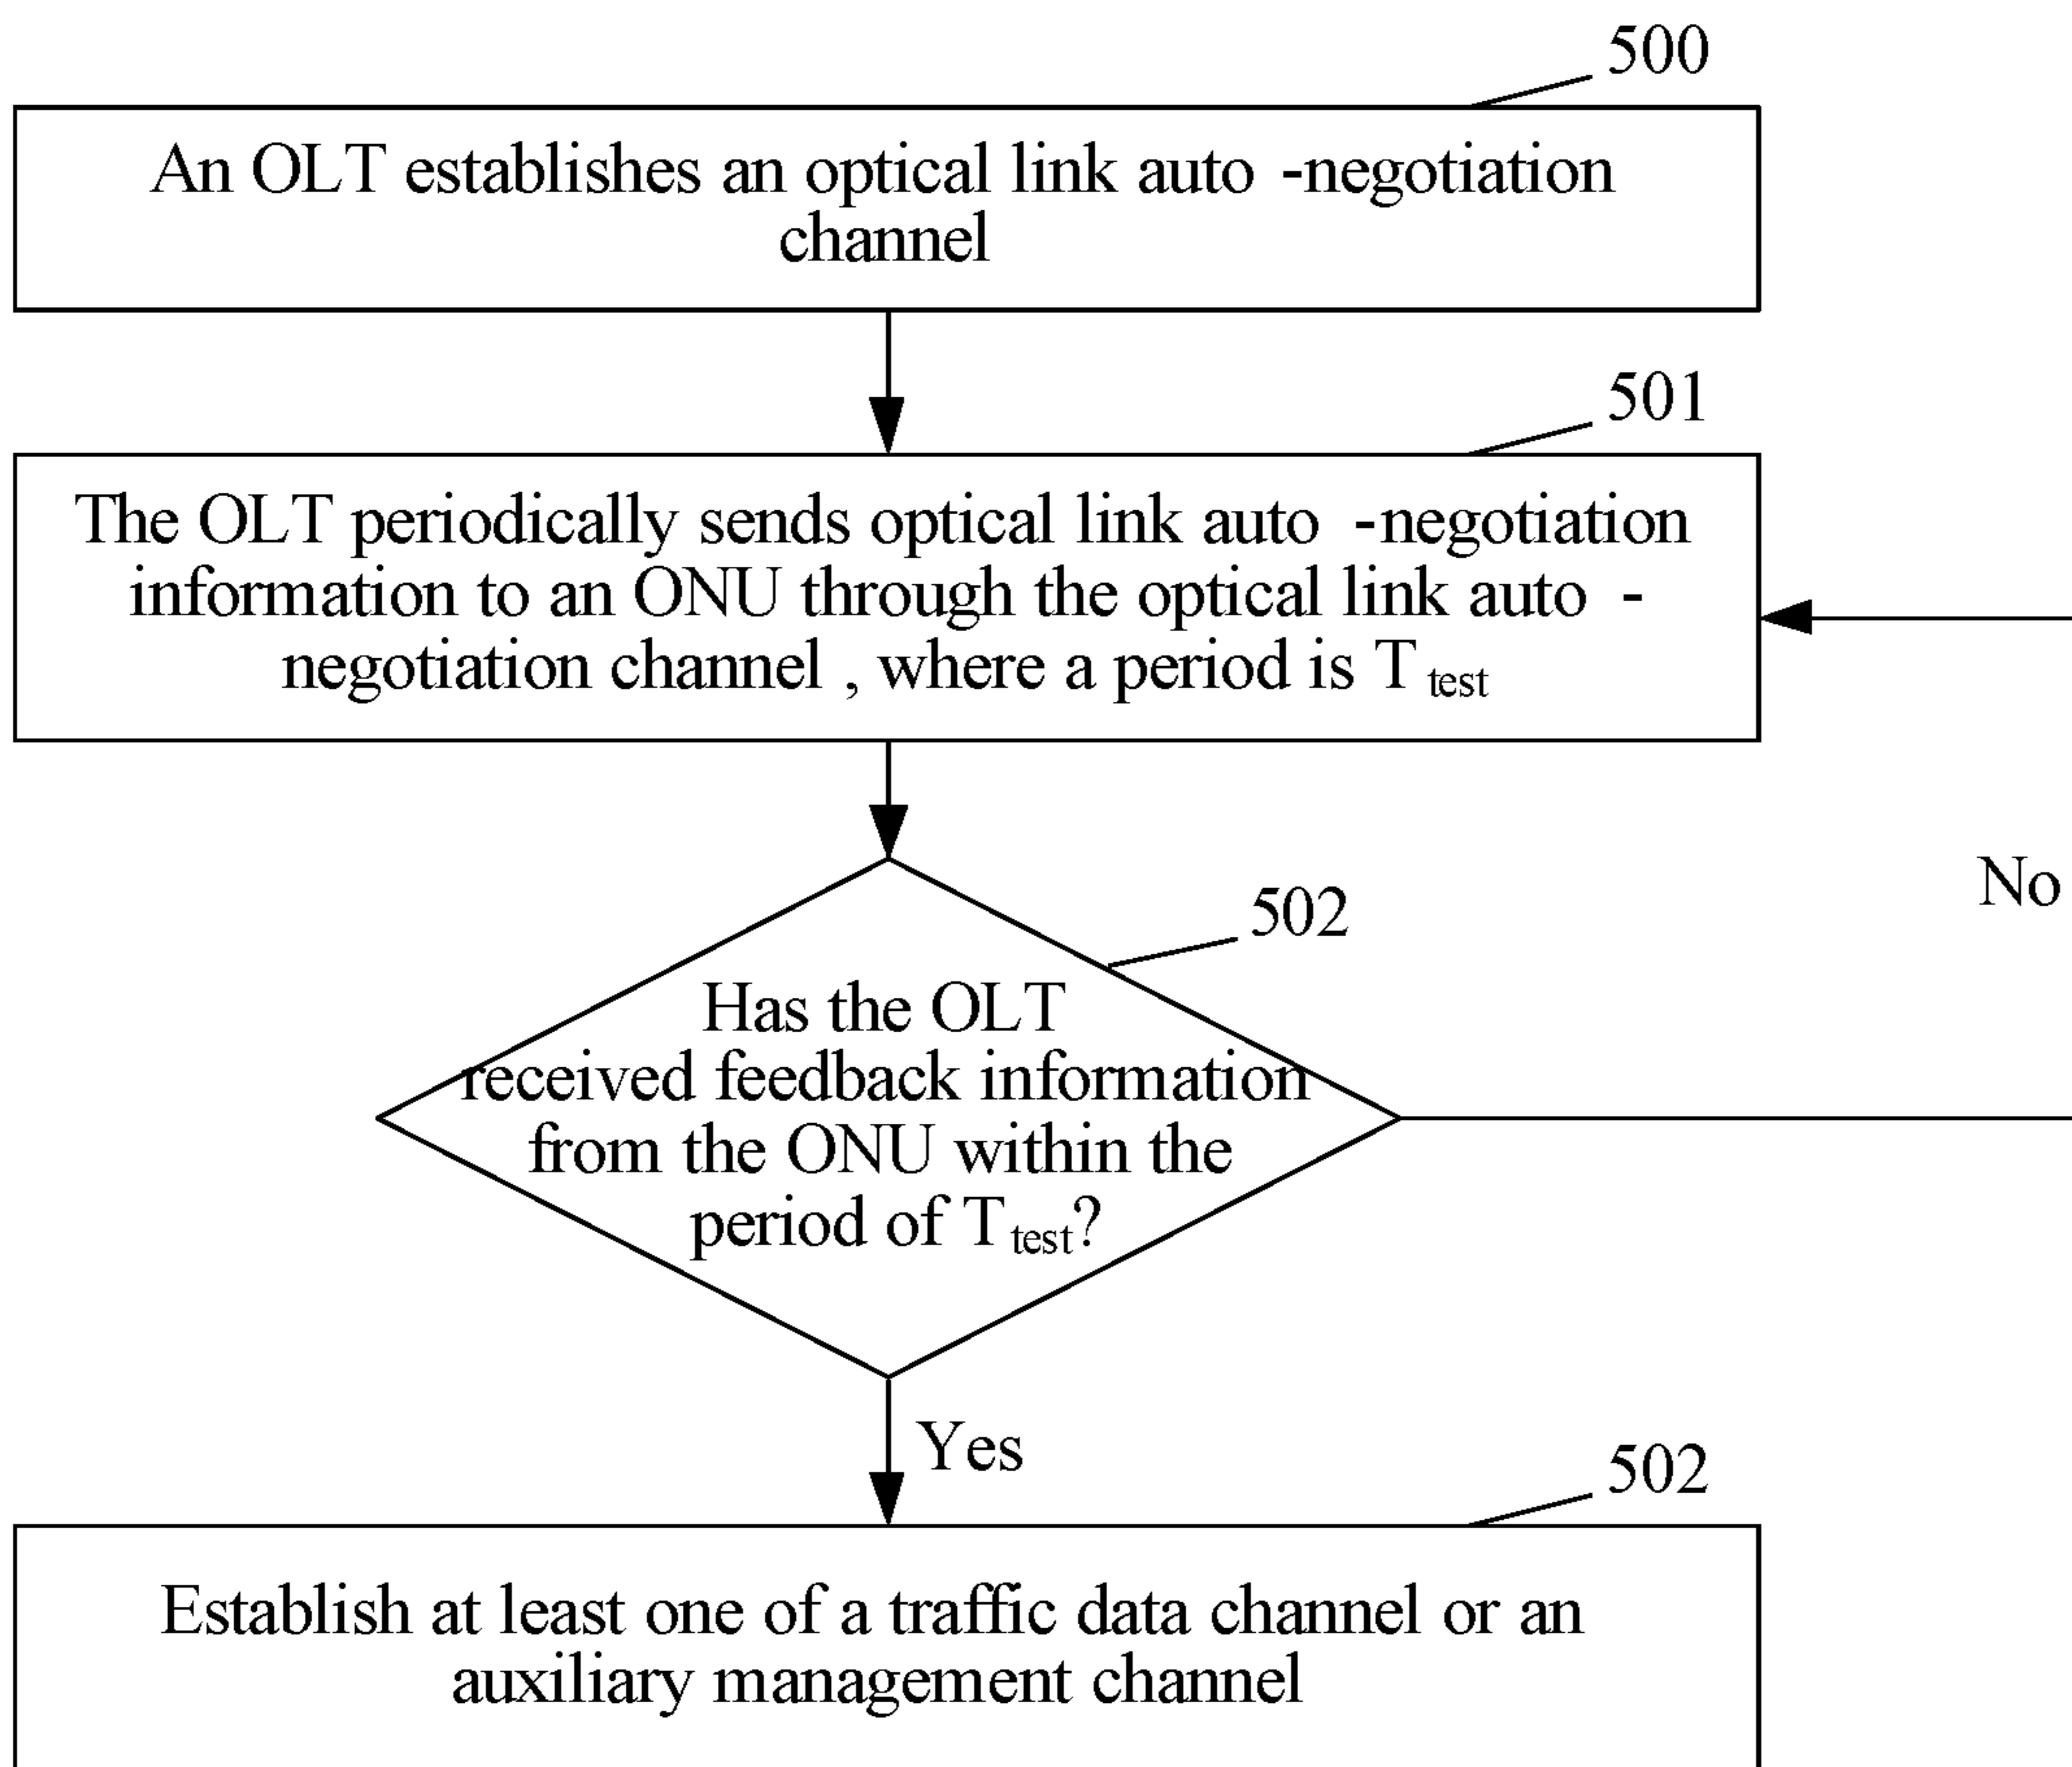 500
An OLT establishes an optical link auto -negotiation
channel
501
The OLT periodically sends optical link auto -negotiation
information to an ONU through the optical link auto -
negotiation channel , where a period is T test
No
502
Has the OLT
received feedback information
from the ONU within the
period of Ttest?
Yes
502
Establish at least one of a traffic data channel or an
auxiliary management channel